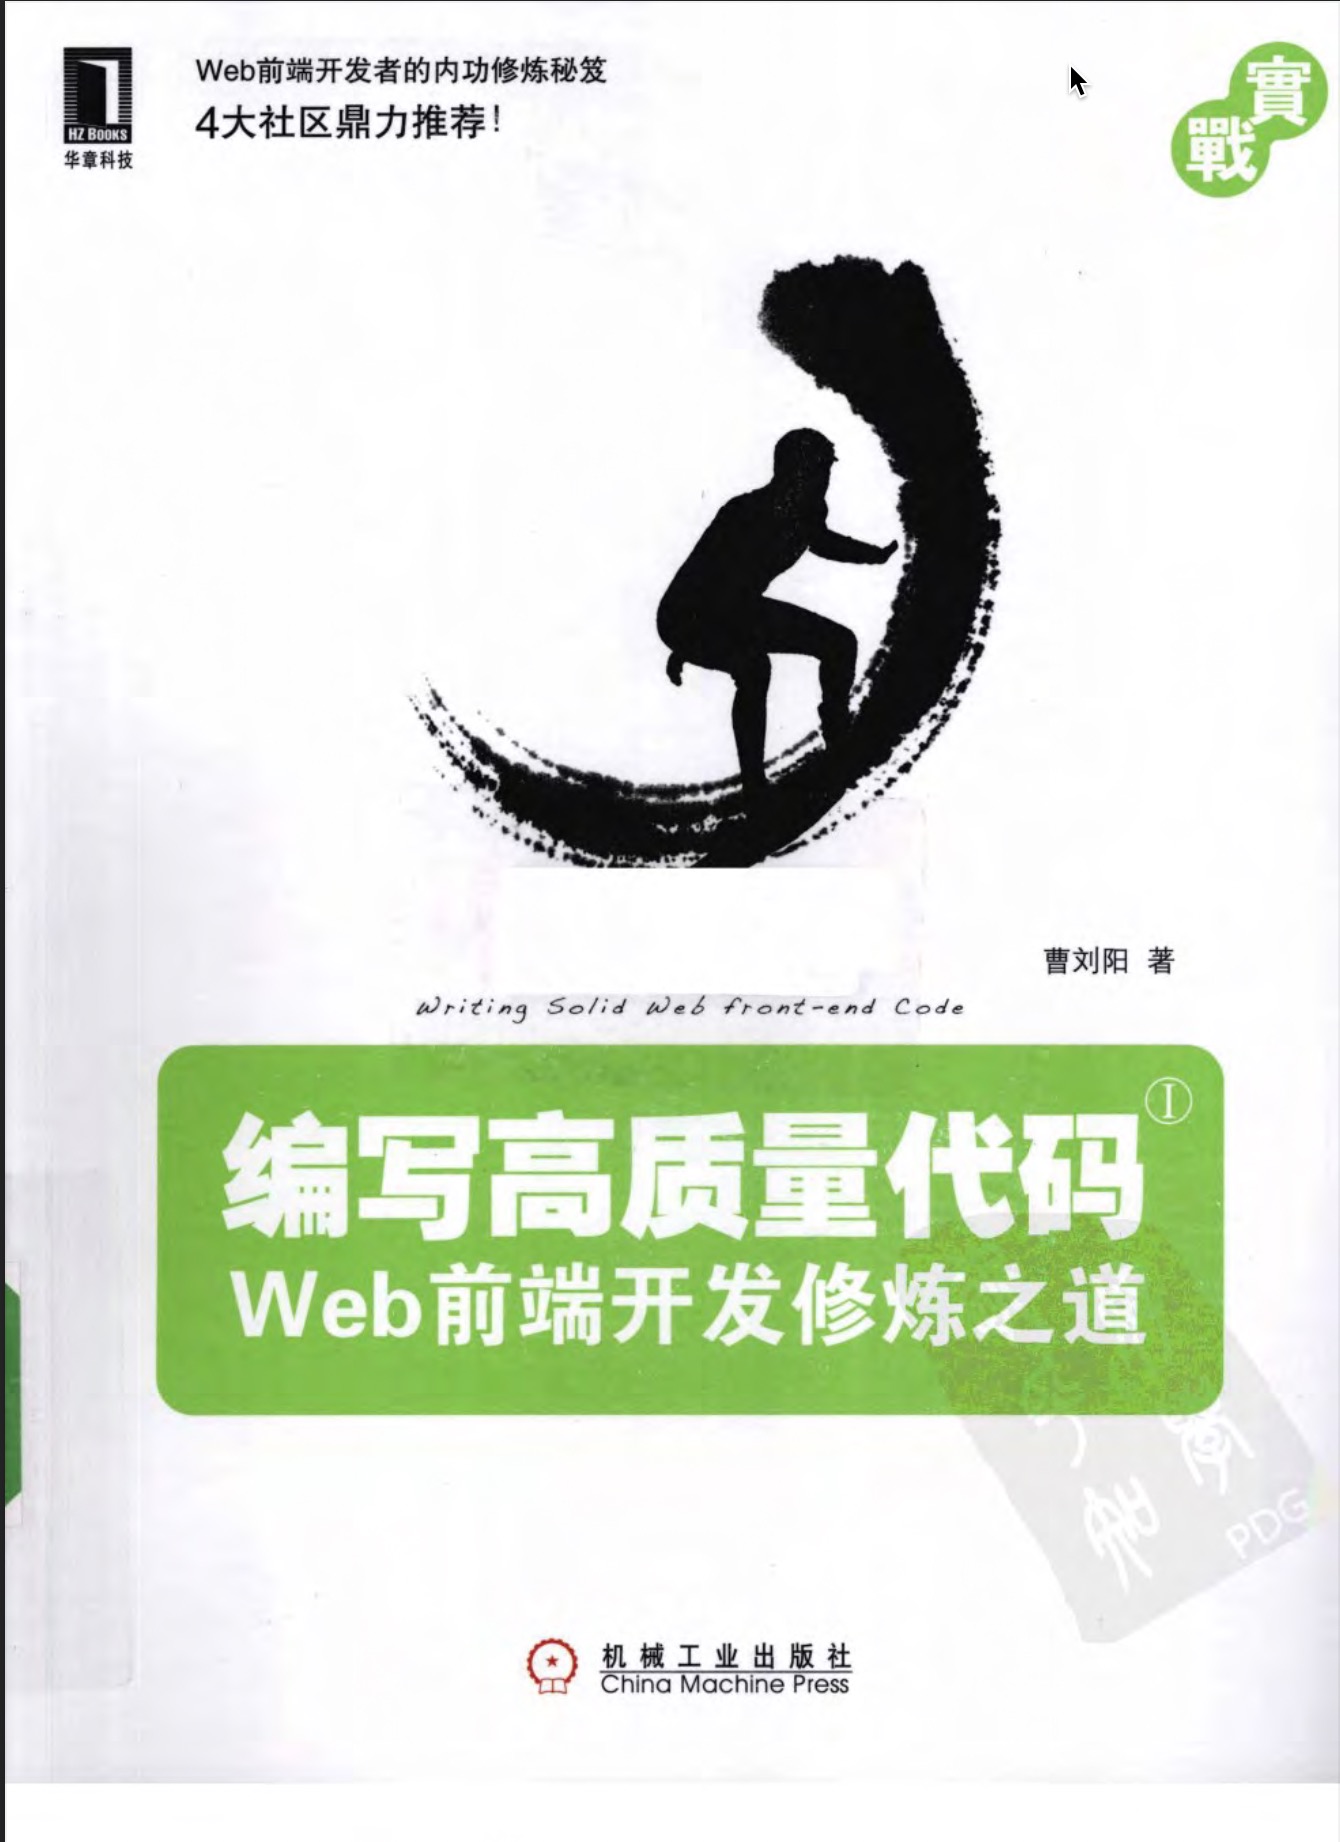 Web前端开发者的内功修炼秘笈
4大社区鼎力推荐!
HZ BOOKS
华章科技
實
戰
曹刘阳 著
Writing Solid Web front-end Code
编写高质量代码
I
Web前端开发修炼之道
PDG
机械工业出版社
China Machine Press